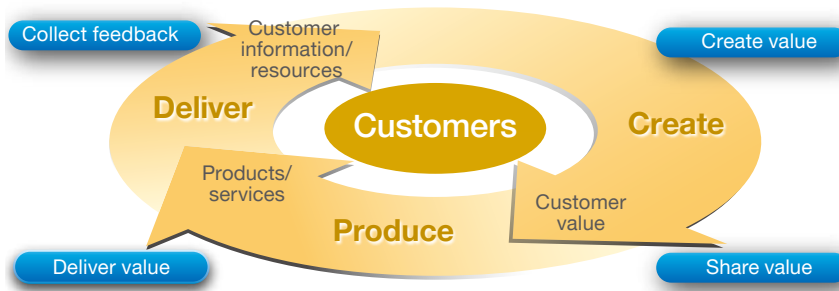 Collect feedback
Customer
information/
resources
Create value
Deliver
Customers
Create
Products/
services
Customer
value
Produce
Deliver value
Share value